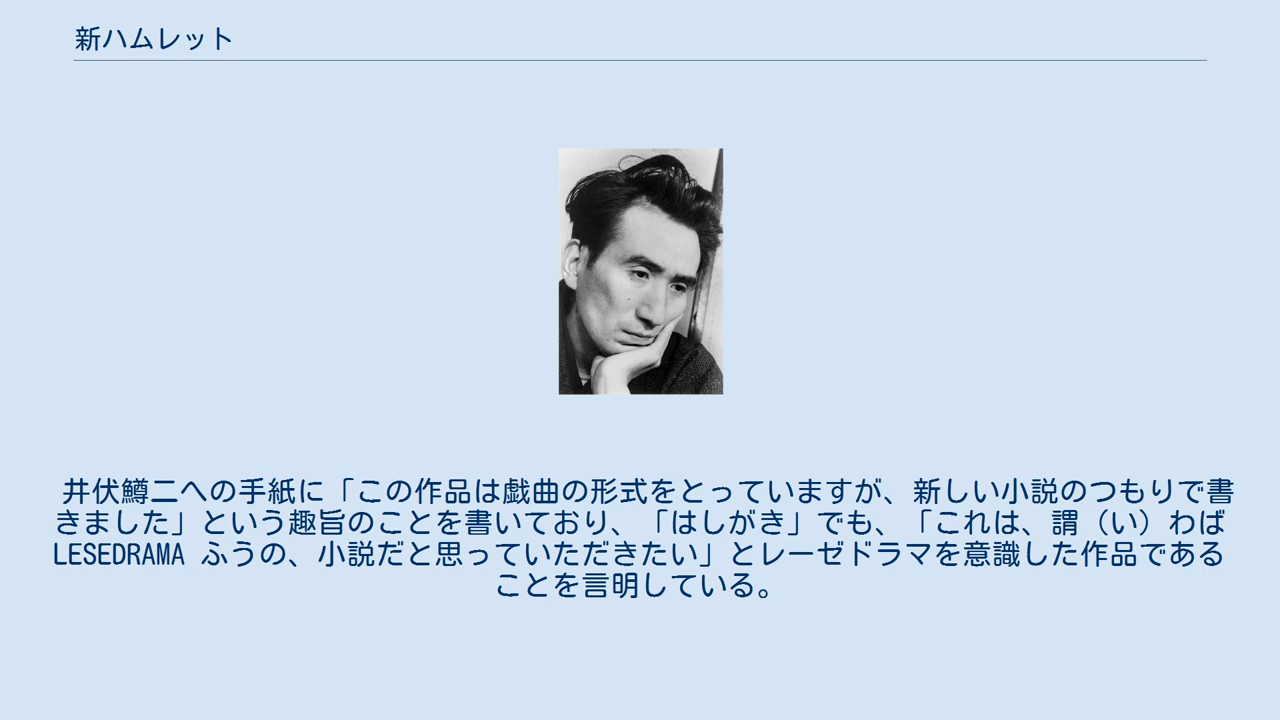 新ハムレット
井伏鱒二への手紙に「この作品は戯曲の形式をとっていますが、新しい小説のつもりで書
きました」という趣旨のことを書いており、「はしがき」でも、「これは、謂（い）わば
LESEDRAMA ふうの、小説だと思っていただきたい」とレーゼドラマを意識した作品である
ことを言明している。